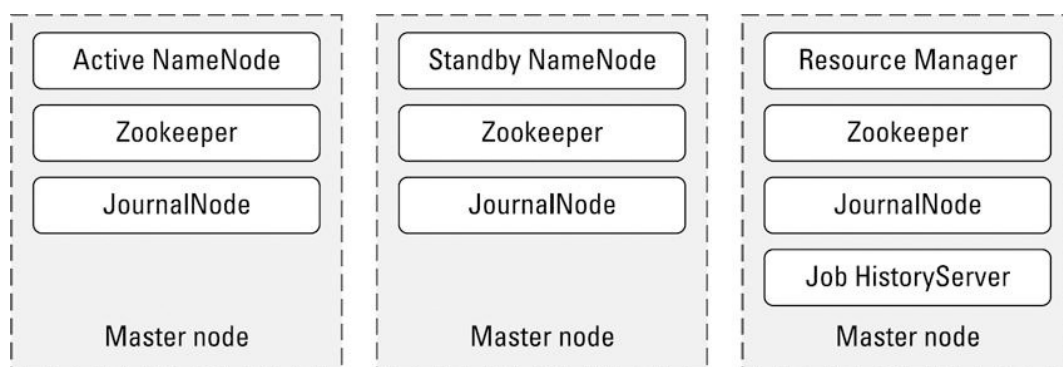 Active NameNode
Zookeeper
JournalNode
Master node
Standby NameNode
Zookeeper
JournalNode
Master node
Resource Manager
Zookeeper
JournalNode
Job HistoryServer
Master node